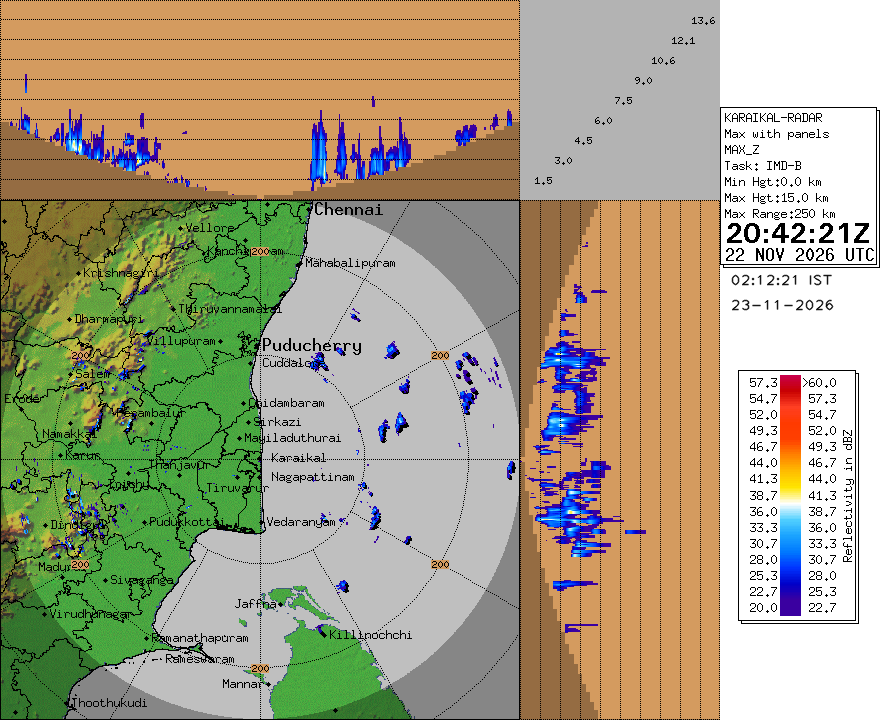 13.6
12.1
10.6
9.0
7.5
6.0
4.5
3.0
1.5
KARAIKAL-RADAR
Max with panels
MAX_Z
Task: IMD-B
Min Hgt:0.0 km
Max Hgt:15.0 km
Max Range:250 km
20:42:21Z
22 NOV 2026 UTC
02:12:21 IST
23-11-2026
Chennai
Vellore
200
Mahabalipuram
Krishnagiri
Thiruvannamalai
Dharmapuri
Villupuram
Puducherry
200
200
Cuddalo
Salem
Erode
Chidambaram
Perambalur
Sirkazi
Namakkal
Mayiladuthurai
Karur
Karaikal
Thanjavur
Nagapattinam
Tiruvarur
Dindigul
Pudukkottai
Vedaranyam
Madurai
200
200
Sivaganga
Jaffna
Virudhunagar
Killinochchi
Ramanathapuram
Rameswaram
200
Mannar
Thoothukudi
57.3 >60.0
54.7 57.3
52.0 54.7
49.3 52.0
46.7 49.3
44.0 46.7
41.3 44.0
38.7 41.3
36.0 38.7
33.3 36.0
30.7 33.3
28.0 30.7
25.3 28.0
22.7 25.3
20.0 22.7
Reflectivity in dBZ